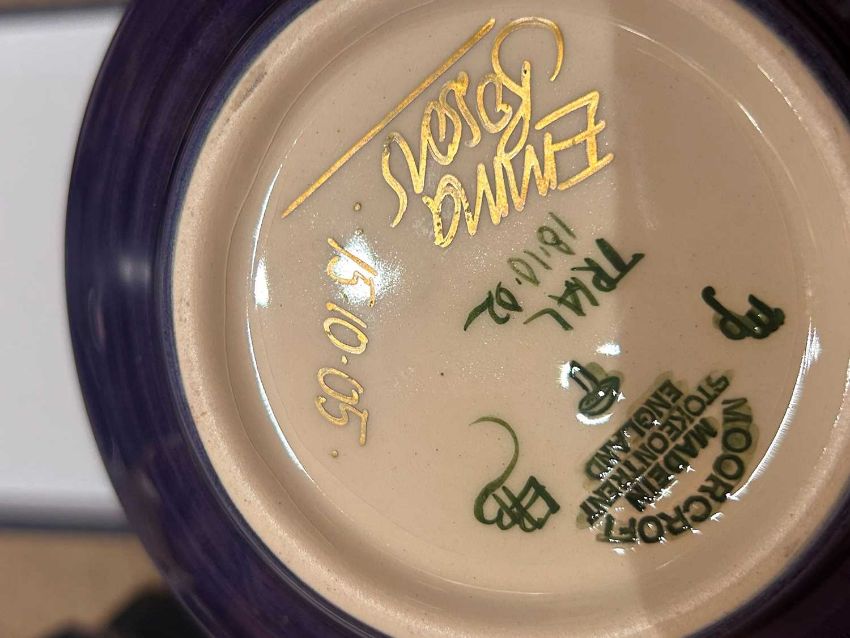 Emma
Bossons
15·10·05.
TRIAL
18·10·02
MOORCROFT
MADE IN
STOKE ON TRENT
ENGLAND